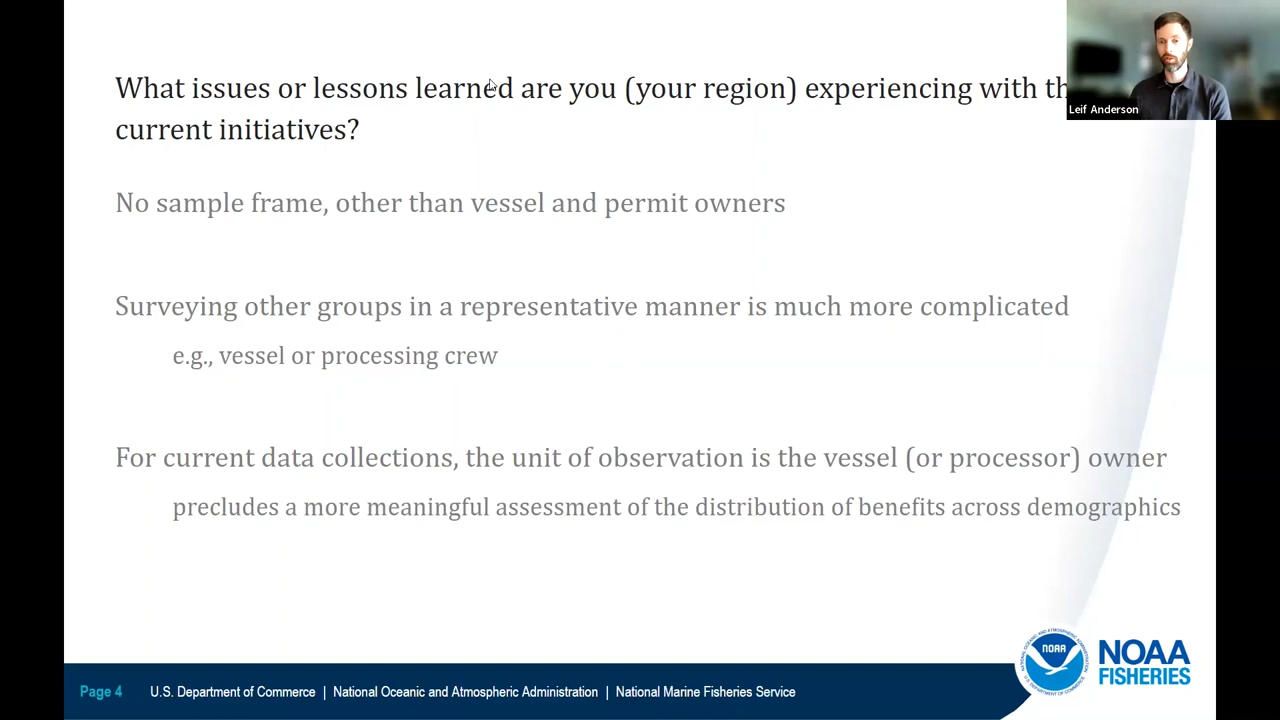 What issues or lessons learned are you (your region) experiencing with
current initiatives?
Leif Anderson
No sample frame, other than vessel and permit owners
Surveying other groups in a representative manner is much more complicated
e.g., vessel or processing crew
For current data collections, the unit of observation is the vessel (or processor) owner
precludes a more meaningful assessment of the distribution of benefits across demographics
NOAA
NOAA
FISHERIES
Page 4
U.S. Department of Commerce | National Oceanic and Atmospheric Administration | National Marine Fisheries Service